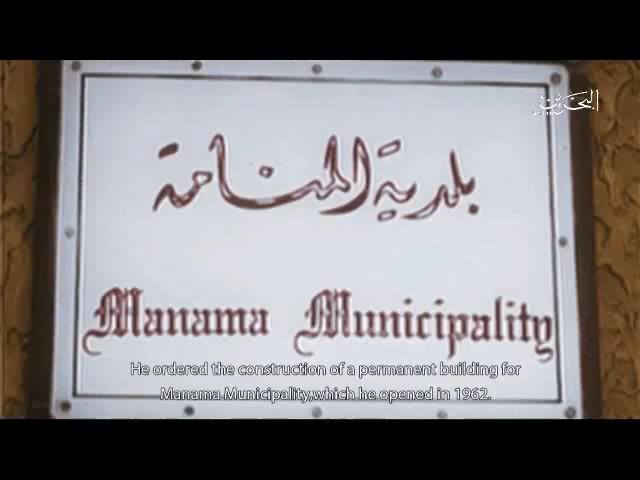 البحرين
بلدية المنامة
Manama Municipality
He ordered the construction of a permanent building for
Manama Municipality,which he opened in 1962.